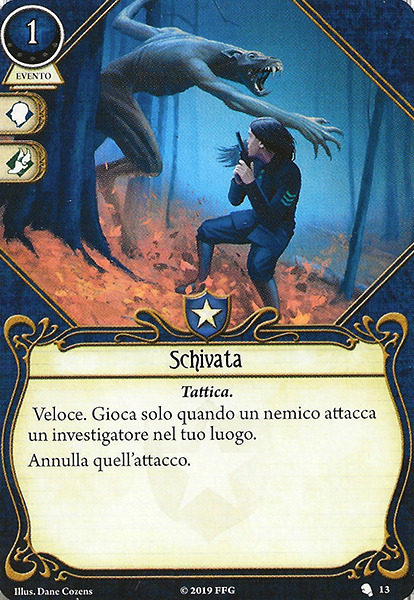 1
EVENTO
Schivata
Tattica.
Veloce. Gioca solo quando un nemico attacca
un investigatore nel tuo luogo.
Annulla quell'attacco.
Illus. Dane Cozens
© 2019 FFG
13